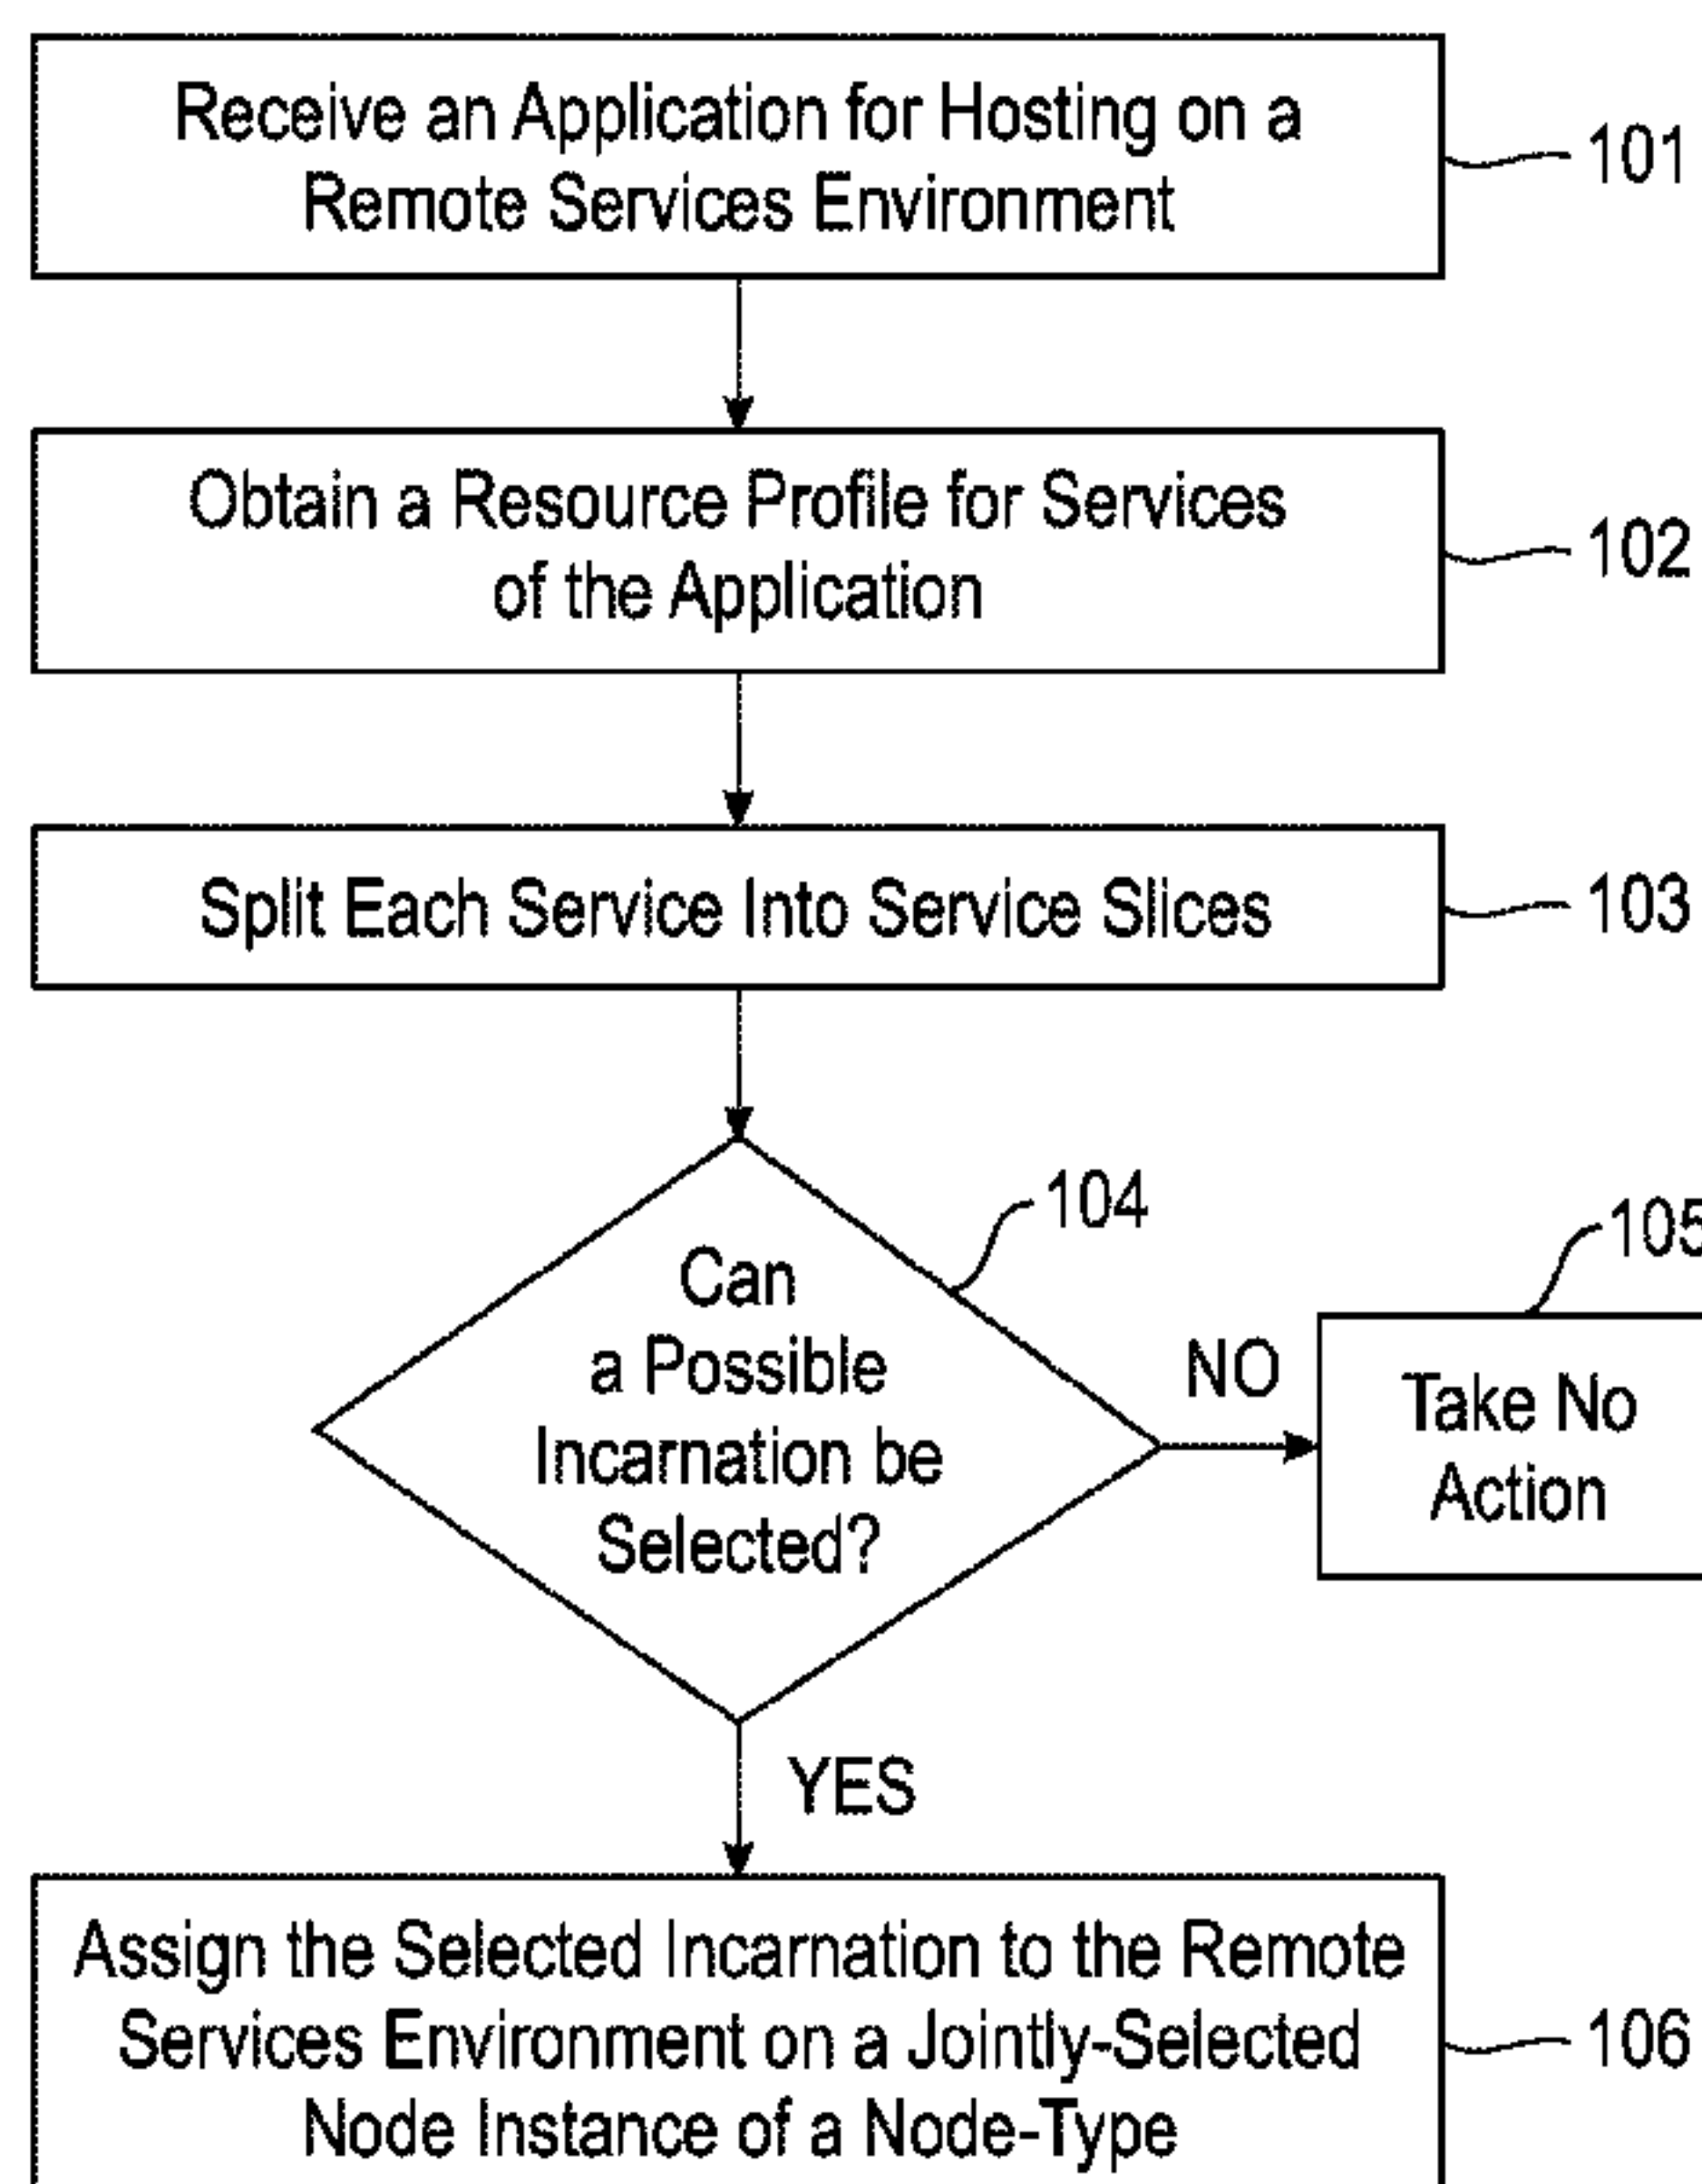 Receive an Application for Hosting on a
Remote Services Environment
101
Obtain a Resource Profile for Services
of the Application
102
Split Each Service Into Service Slices
103
104
Can
a Possible
Incarnation be
Selected?
NO
105
Take No
Action
YES
Assign the Selected Incarnation to the Remote
Services Environment on a Jointly-Selected
Node Instance of a Node-Type
106